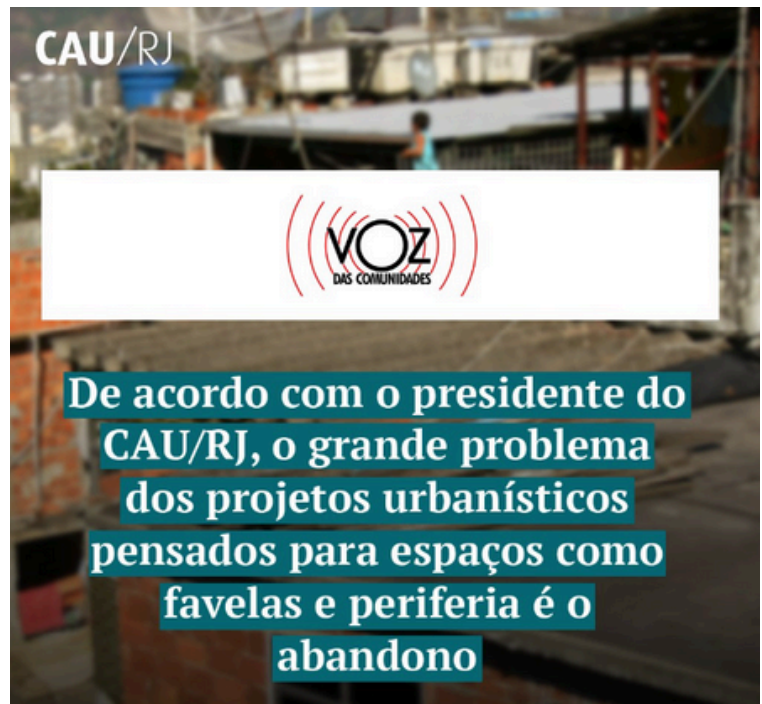 CAU/RJ
VOZ
DAS COMUNIDADES
De acordo com o presidente do
CAU/RJ, o grande problema
dos projetos urbanísticos
pensados para espaços como
favelas e periferia é o
abandono